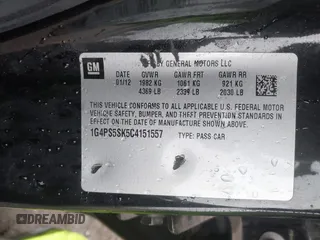 GM
BY GENERAL MOTORS LLC
DATE GVWR GAWR FRT GAWR RR
01/12 1982 KG 1061 KG 921 KG
4369 LB 2339 LB 2030 LB
THIS VEHICLE CONFORMS TO ALL APPLICABLE U.S. FEDERAL MOTOR
VEHICLE SAFETY, BUMPER, AND THEFT PREVENTION STANDARDS IN
EFFECT ON THE DATE OF MANUFACTURE SHOWN ABOVE.
1G4PS5SK5C4151557 TYPE: PASS CAR
DREAMBID